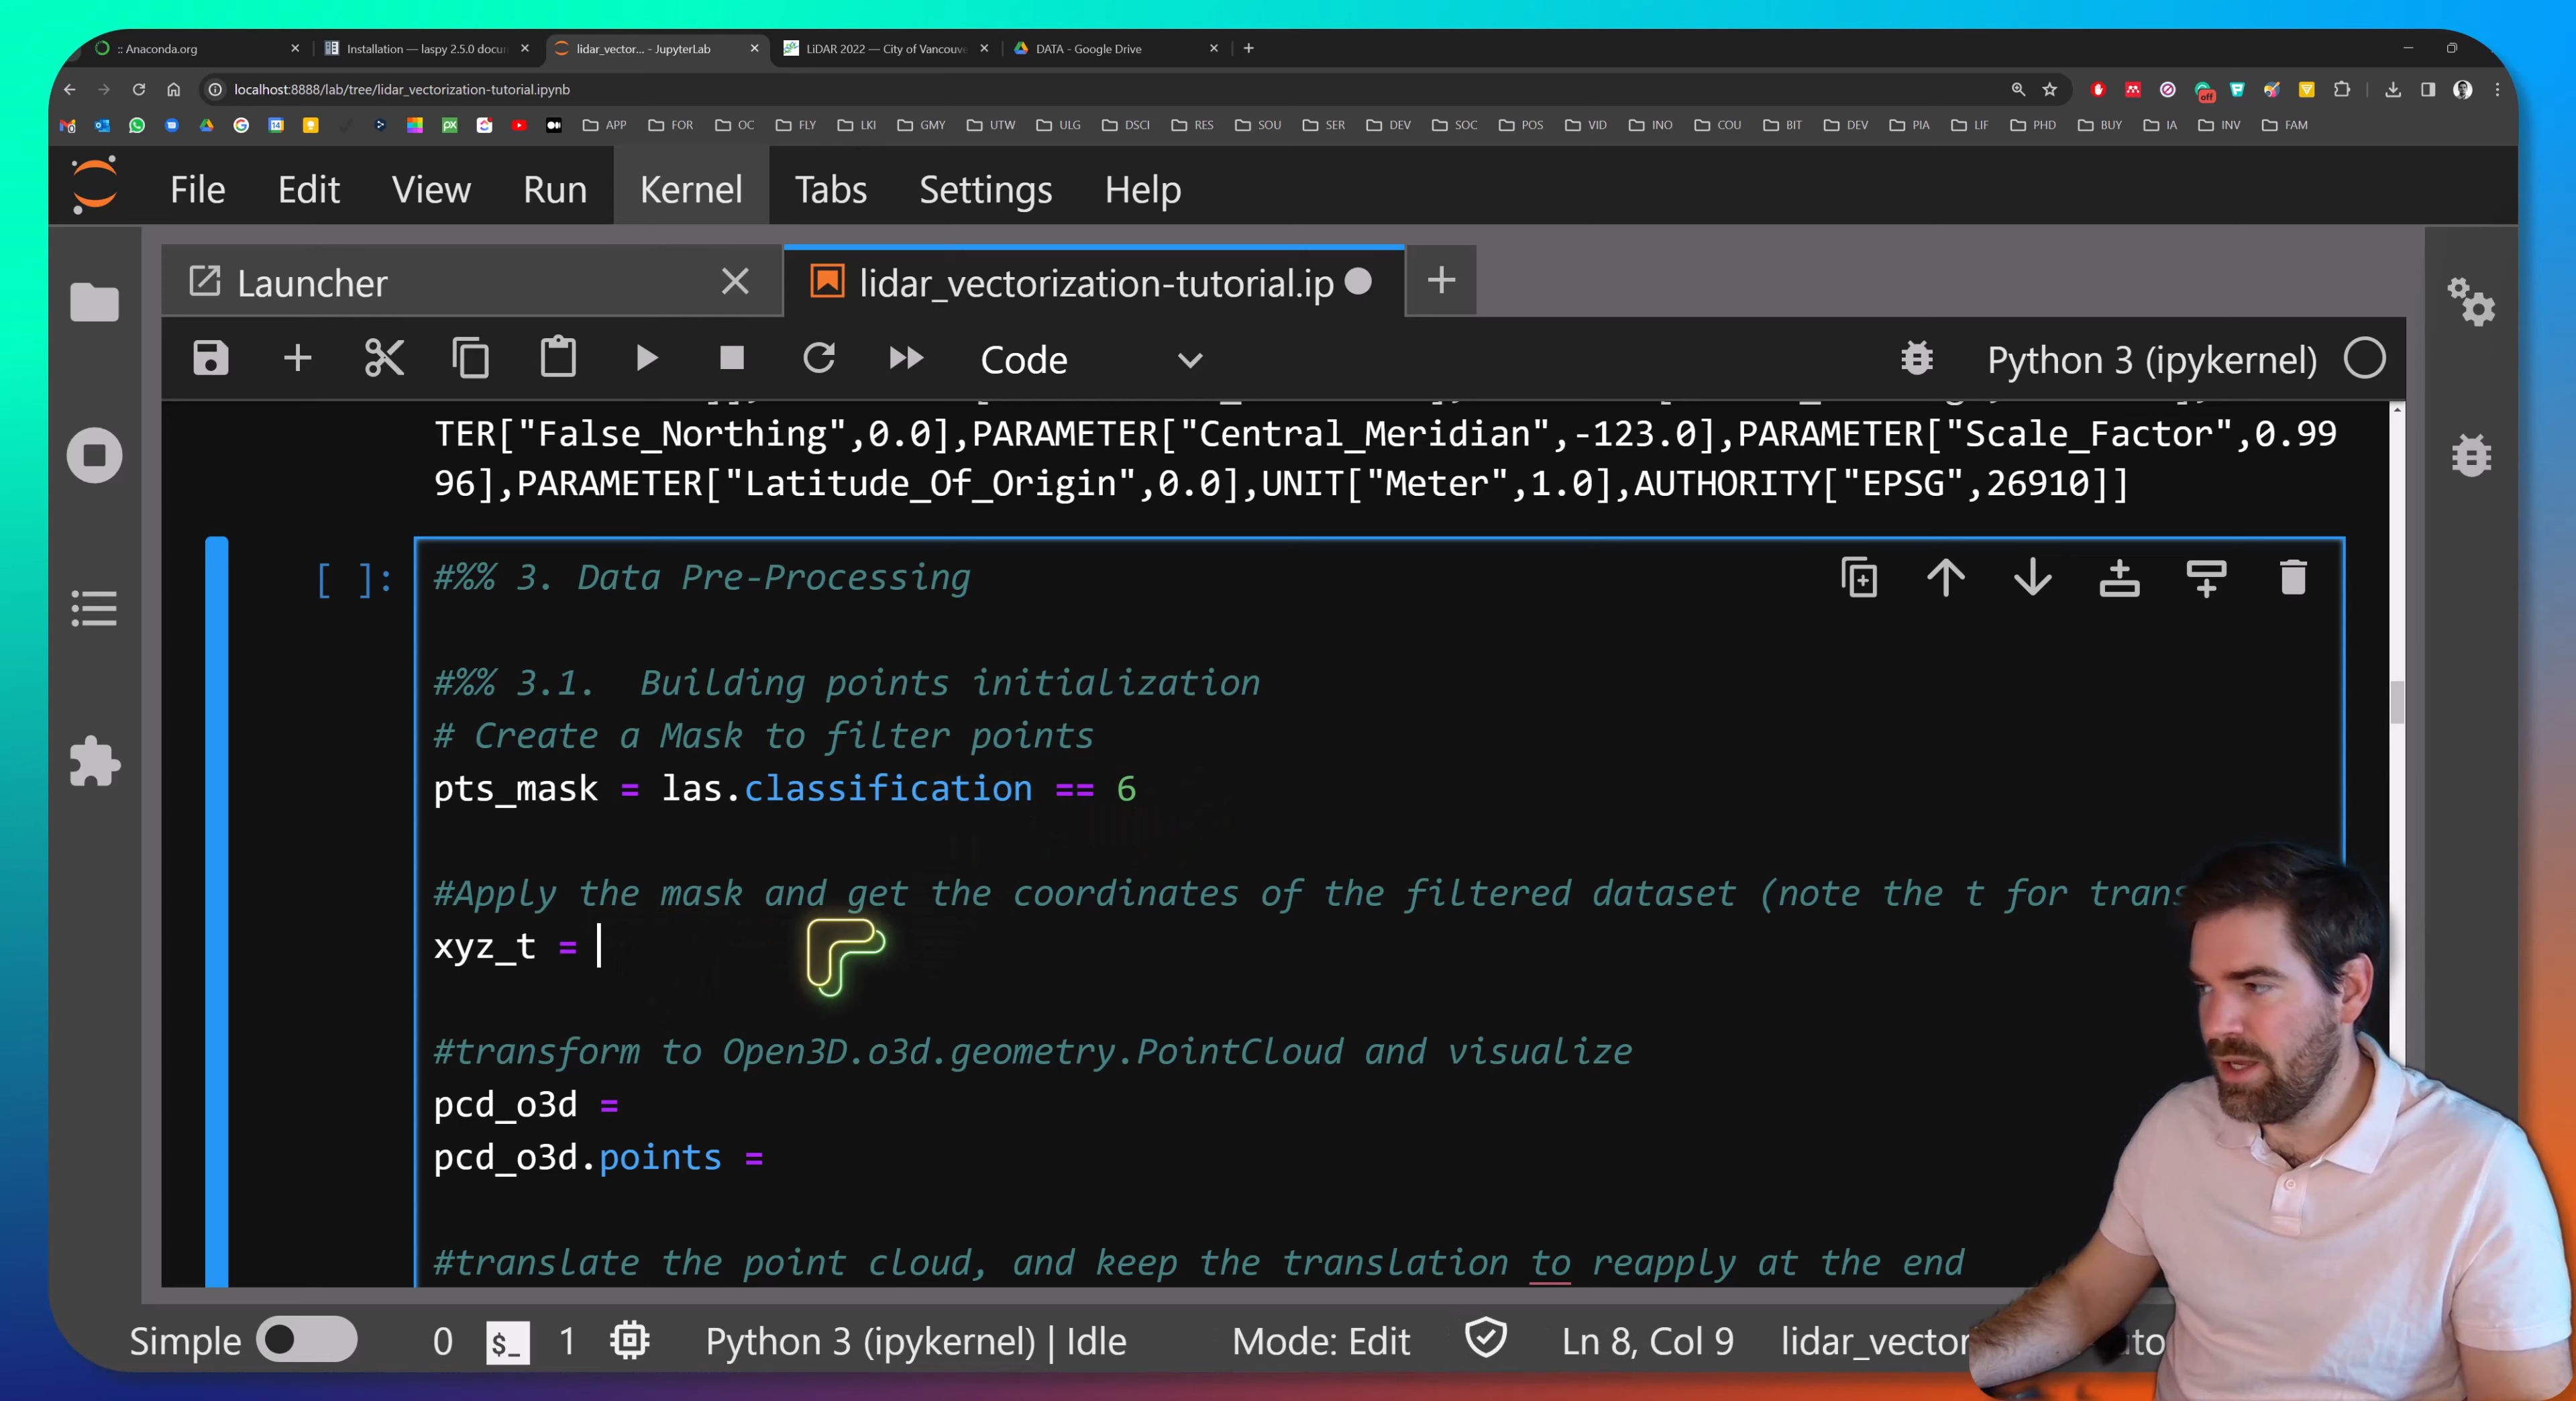 :: Anaconda.org
Installation — laspy 2.5.0 docun
lidar_vector... - JupyterLab
LiDAR 2022 — City of Vancouve
DATA - Google Drive
localhost:8888/lab/tree/lidar_vectorization-tutorial.ipynb
off
APP FOR OC FLY LKI GMY UTW ULG DSCI RES SOU SER DEV SOC POS VID INO COU BIT DEV PIA LIF PHD BUY IA INV FAM
File Edit View Run Kernel Tabs Settings Help
Launcher
lidar_vectorization-tutorial.ip
Code
Python 3 (ipykernel)
TER["False_Northing",0.0],PARAMETER["Central_Meridian",-123.0],PARAMETER["Scale_Factor",0.99
96],PARAMETER["Latitude_Of_Origin",0.0],UNIT["Meter",1.0],AUTHORITY["EPSG",26910]]
[ ]:
#%% 3. Data Pre-Processing
#%% 3.1.  Building points initialization
# Create a Mask to filter points
pts_mask = las.classification == 6
#Apply the mask and get the coordinates of the filtered dataset (note the t for trans
xyz_t =
#transform to Open3D.o3d.geometry.PointCloud and visualize
pcd_o3d =
pcd_o3d.points =
#translate the point cloud, and keep the translation to reapply at the end
Simple 0 $_ 1 Python 3 (ipykernel) | Idle Mode: Edit Ln 8, Col 9 lidar_vector